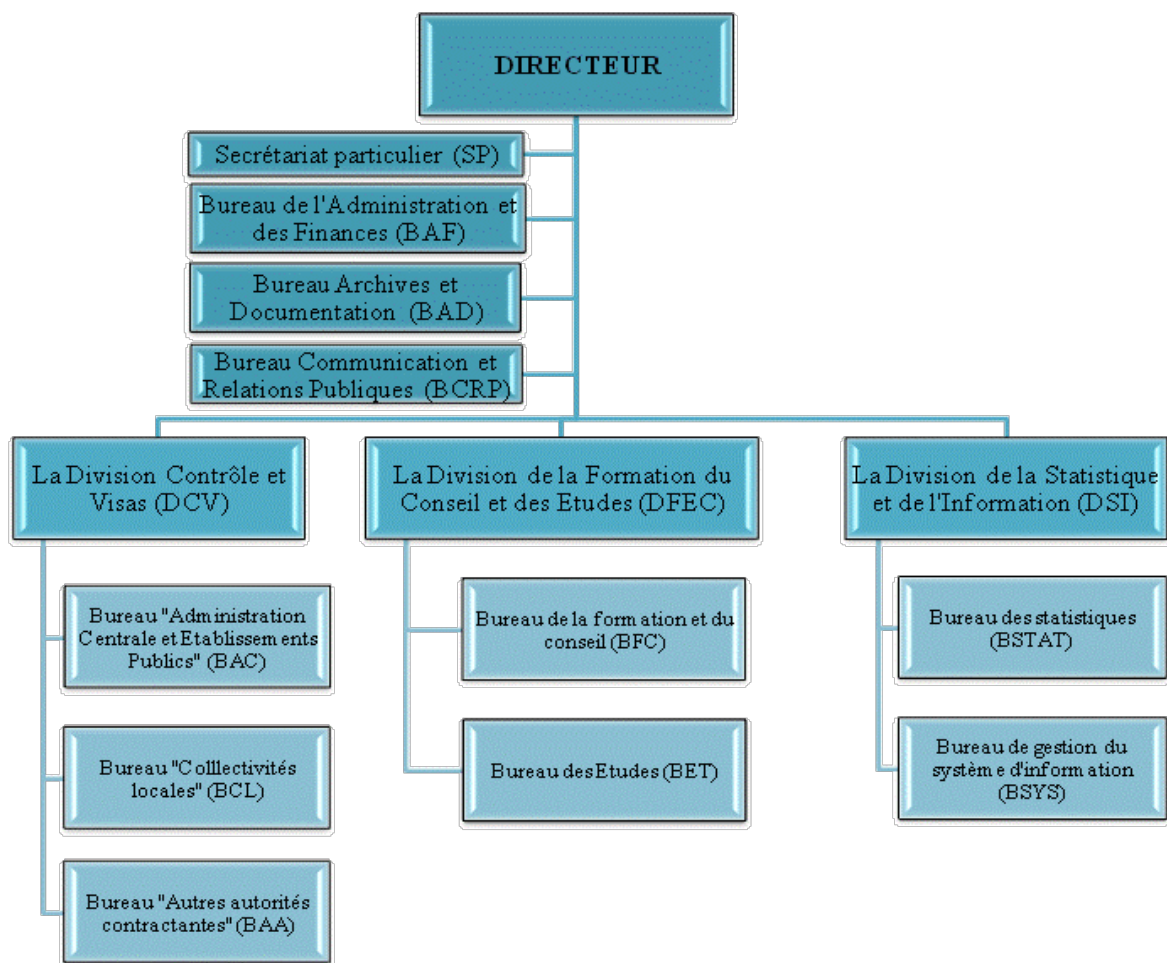 DIRECTEUR
Secrétariat particulier (SP)
Bureau de l'Administration et
des Finances (BAF)
Bureau Archives et
Documentation (BAD)
Bureau Communication et
Relations Publiques (BCRP)
La Division Contrôle et
Visas (DCV)
La Division de la Formation du
Conseil et des Etudes (DFEC)
La Division de la Statistique
et de l'Information (DSI)
Bureau "Administration
Centrale et Etablissements
Publics" (BAC)
Bureau "Colllectivités
locales" (BCL)
Bureau "Autres autorités
contractantes" (BAA)
Bureau de la formation et du
conseil (BFC)
Bureau des Etudes (BET)
Bureau des statistiques
(BSTAT)
Bureau de gestion du
système d'information
(BSYS)